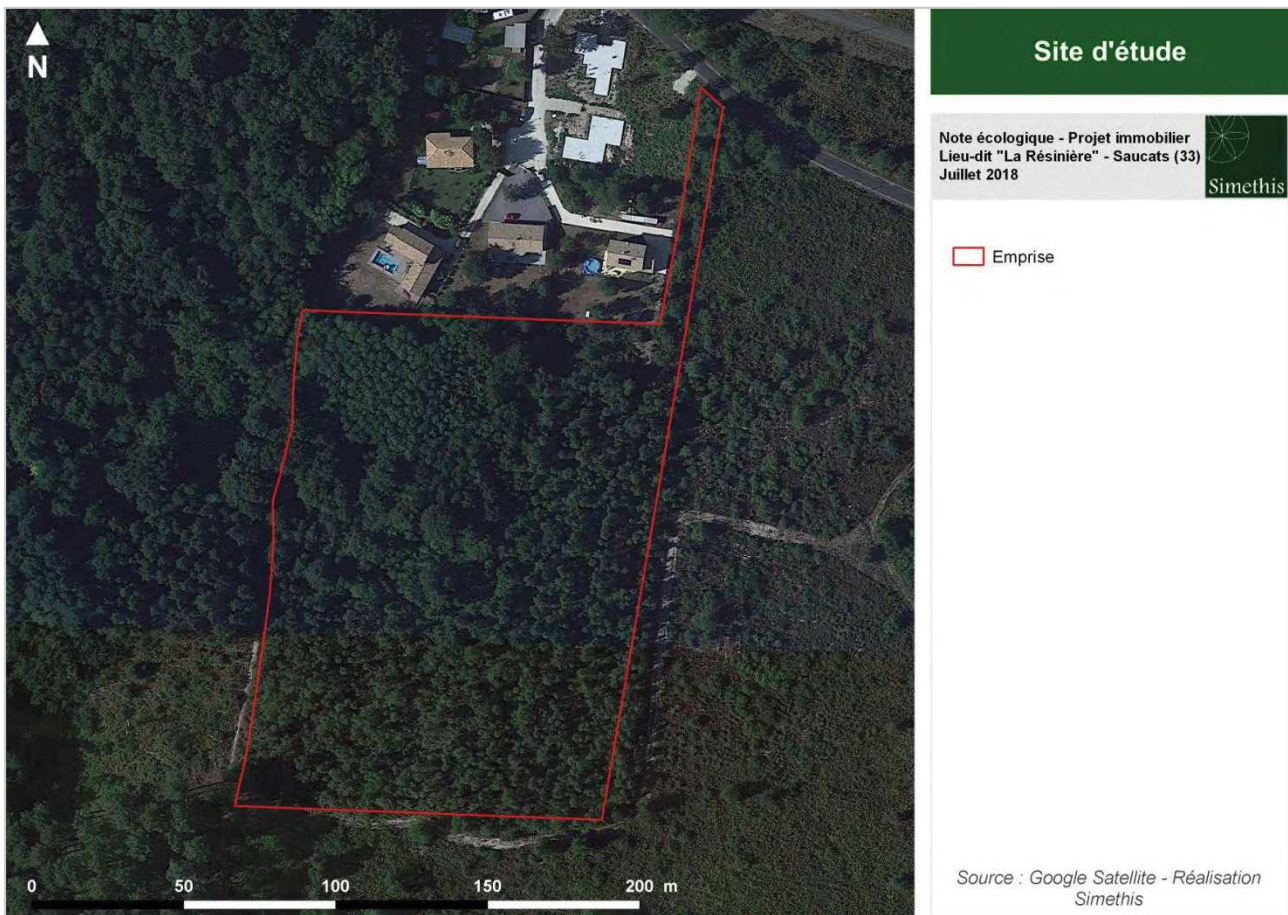 N
Site d'étude
Note écologique - Projet immobilier
Lieu-dit "La Résinière" - Saucats (33)
Juillet 2018
Simethis
Emprise
0 50 100 150 200 m
Source : Google Satellite - Réalisation
Simethis